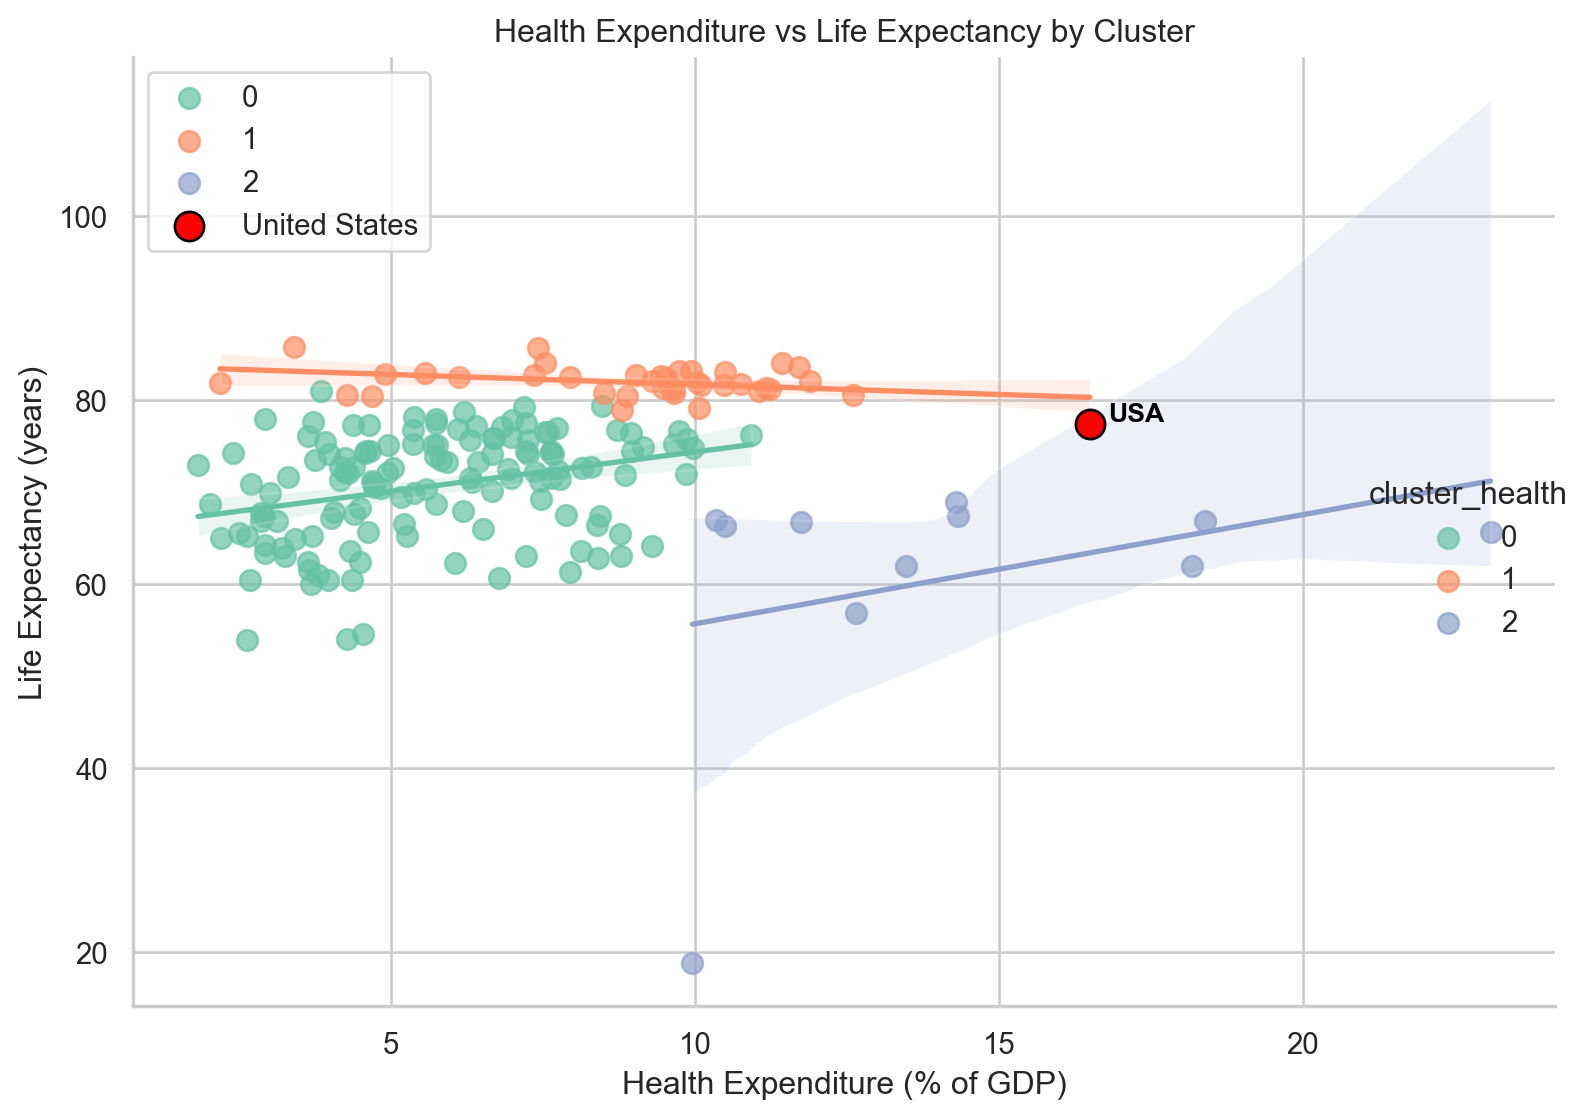 Health Expenditure vs Life Expectancy by Cluster
0
1
2
United States
100
80
60
40
20
Life Expectancy (years)
USA
cluster_health
0
1
2
5
10
15
20
Health Expenditure (% of GDP)